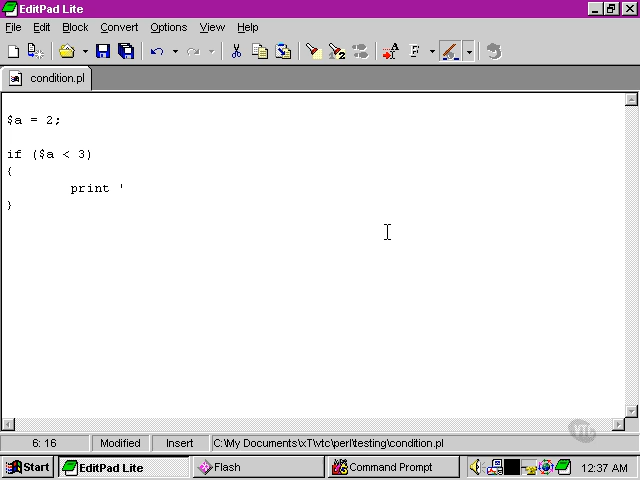 EditPad Lite
File Edit Block Convert Options View Help
condition.pl
$a = 2;
if ($a < 3)
{
print '
}
6: 16 Modified Insert C:\My Documents\xT\vtc\perl\testing\condition.pl
Start EditPad Lite Flash Command Prompt 12:37 AM